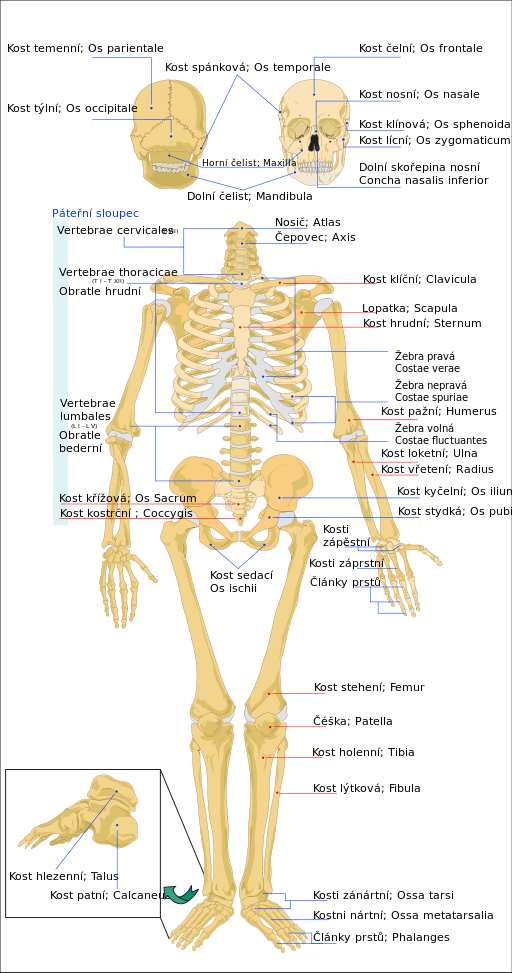 Kost temenní; Os parientale
Kost čelní; Os frontale
Kost spánková; Os temporale
Kost nosní; Os nasale
Kost týlní; Os occipitale
Kost klínová; Os sphenoida
Kost lícní; Os zygomaticum
Horní čelist; Maxilla
Dolní skořepina nosní
Concha nasalis inferior
Dolní čelist; Mandibula
Páteřní sloupec
Nosič; Atlas
Vertebrae cervicales
Čepovec; Axis
Vertebrae thoracicae
(T I - T XII)
Obratle hrudní
Kost klíční; Clavicula
Lopatka; Scapula
Kost hrudní; Sternum
Žebra pravá
Costae verae
Žebra nepravá
Costae spuriae
Vertebrae
lumbales
(L I - L V)
Obratle
bederní
Kost pažní; Humerus
Žebra volná
Costae fluctuantes
Kost loketní; Ulna
Kost vřetení; Radius
Kost křížová; Os Sacrum
Kost kyčelní; Os ilium
Kost kostrční ; Coccygis
Kost stydká; Os pubi
Kosti
zápěstní
Kosti záprstní
Kost sedací
Os ischii
Články prstů
Kost stehení; Femur
Čéška; Patella
Kost holenní; Tibia
Kost lýtková; Fibula
Kost hlezenní; Talus
Kost patní; Calcaneu
Kosti zánártní; Ossa tarsi
Kostni nártní; Ossa metatarsalia
Články prstů; Phalanges